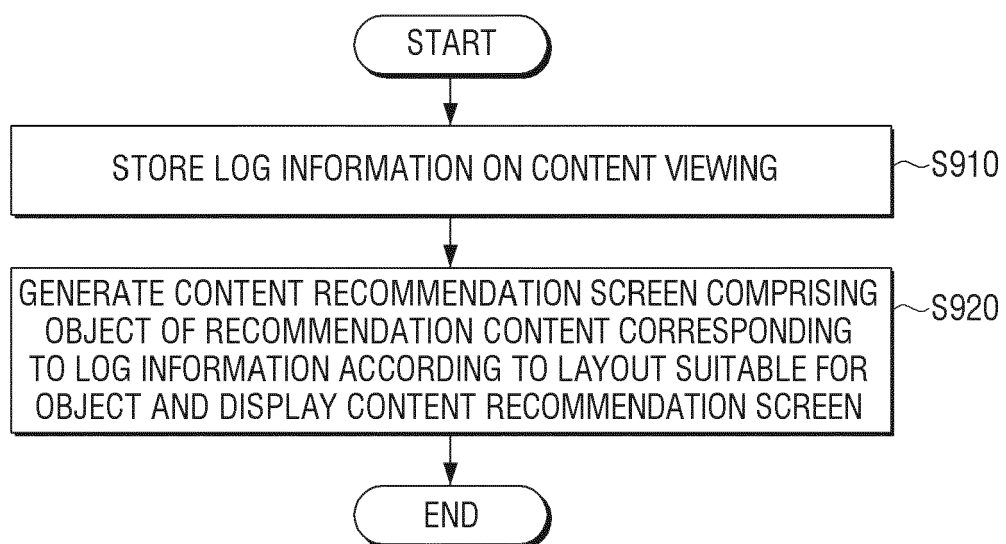 START
STORE LOG INFORMATION ON CONTENT VIEWING
S910
GENERATE CONTENT RECOMMENDATION SCREEN COMPRISING
OBJECT OF RECOMMENDATION CONTENT CORRESPONDING
TO LOG INFORMATION ACCORDING TO LAYOUT SUITABLE FOR
OBJECT AND DISPLAY CONTENT RECOMMENDATION SCREEN
S920
END